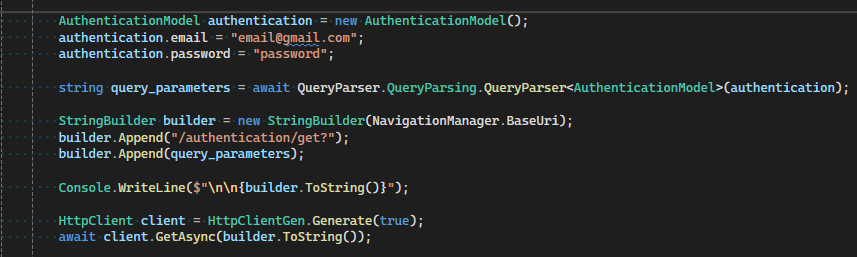 AuthenticationModel authentication = new AuthenticationModel();
authentication.email = "email@gmail.com";
authentication.password = "password";
string query_parameters = await QueryParser.QueryParsing.QueryParser<AuthenticationModel>(authentication);
StringBuilder builder = new StringBuilder(NavigationManager.BaseUri);
builder.Append("/authentication/get?");
builder.Append(query_parameters);
Console.WriteLine($"\n\n{builder.ToString()}");
HttpClient client = HttpClientGen.Generate(true);
await client.GetAsync(builder.ToString());